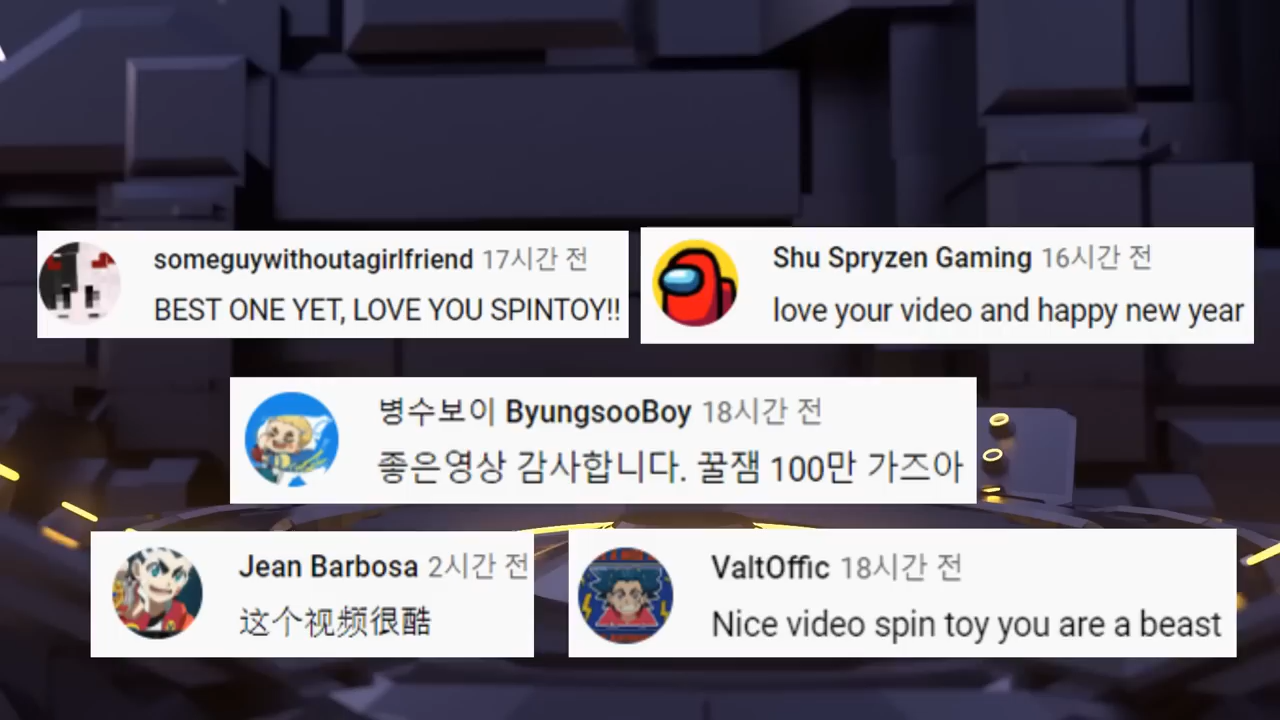 someguywithoutagirlfriend 17시간 전
BEST ONE YET, LOVE YOU SPINTOY!!
Shu Spryzen Gaming 16시간 전
love your video and happy new year
병수보이 ByungsooBoy 18시간 전
좋은영상 감사합니다. 꿀잼 100만 가즈아
Jean Barbosa 2시간 전
这个视频很酷
ValtOffic 18시간 전
Nice video spin toy you are a beast